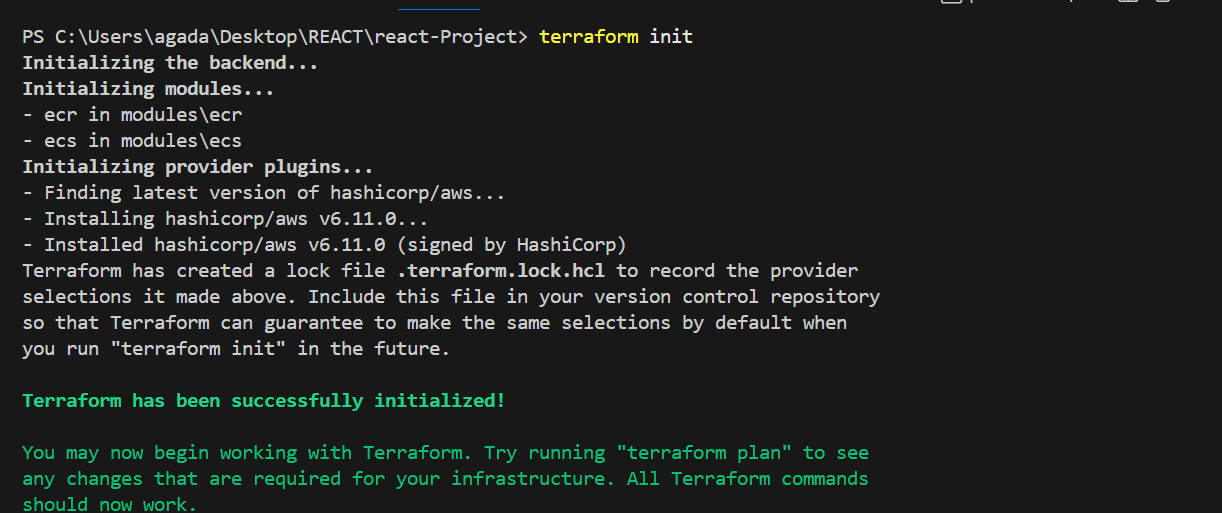 PS C:\Users\agada\Desktop\REACT\react-Project> terraform init
Initializing the backend...
Initializing modules...
- ecr in modules\ecr
- ecs in modules\ecs
Initializing provider plugins...
- Finding latest version of hashicorp/aws...
- Installing hashicorp/aws v6.11.0...
- Installed hashicorp/aws v6.11.0 (signed by HashiCorp)
Terraform has created a lock file .terraform.lock.hcl to record the provider
selections it made above. Include this file in your version control repository
so that Terraform can guarantee to make the same selections by default when
you run "terraform init" in the future.
Terraform has been successfully initialized!
You may now begin working with Terraform. Try running "terraform plan" to see
any changes that are required for your infrastructure. All Terraform commands
should now work.